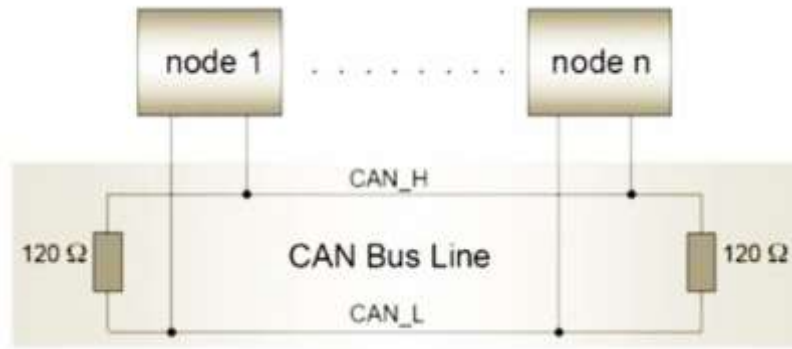 node 1
node n
CAN_H
120 Ω
CAN Bus Line
120 Ω
CAN_L